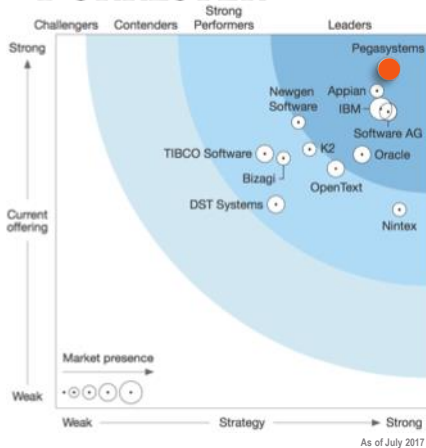 Challengers Contenders Strong Performers Leaders
Strong
Pegasystems
Newgen Software
Appian
IBM
Software AG
TIBCO Software
K2
Oracle
Bizagi
OpenText
DST Systems
Current offering
Nintex
Market presence
Weak
Weak Strategy Strong
As of July 2017